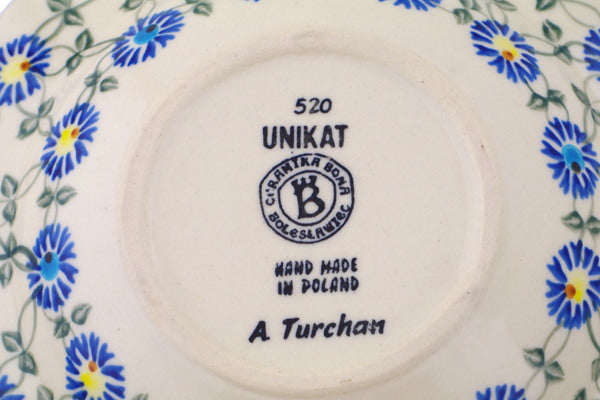 520
UNIKAT
CERAMIKA BONA
B
BOLESŁAWIEC
HAND MADE
IN POLAND
A. Turchan